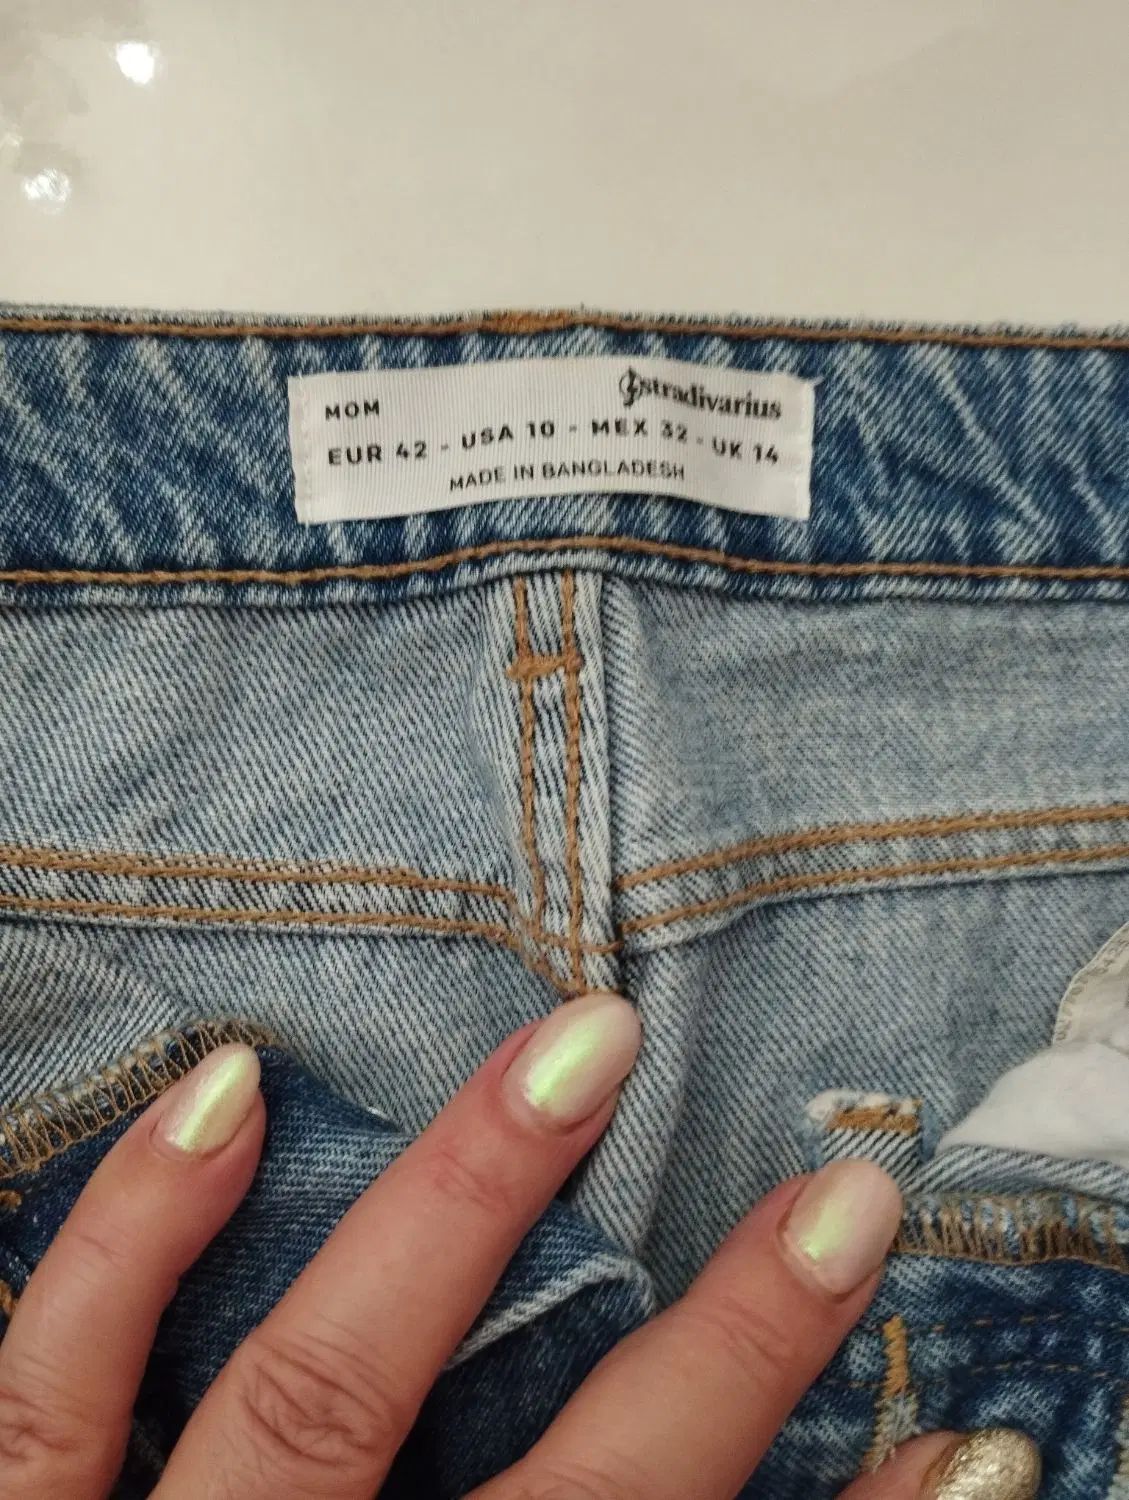 stradivarius
MOM
EUR 42 - USA 10 - MEX 32 - UK 14
MADE IN BANGLADESH